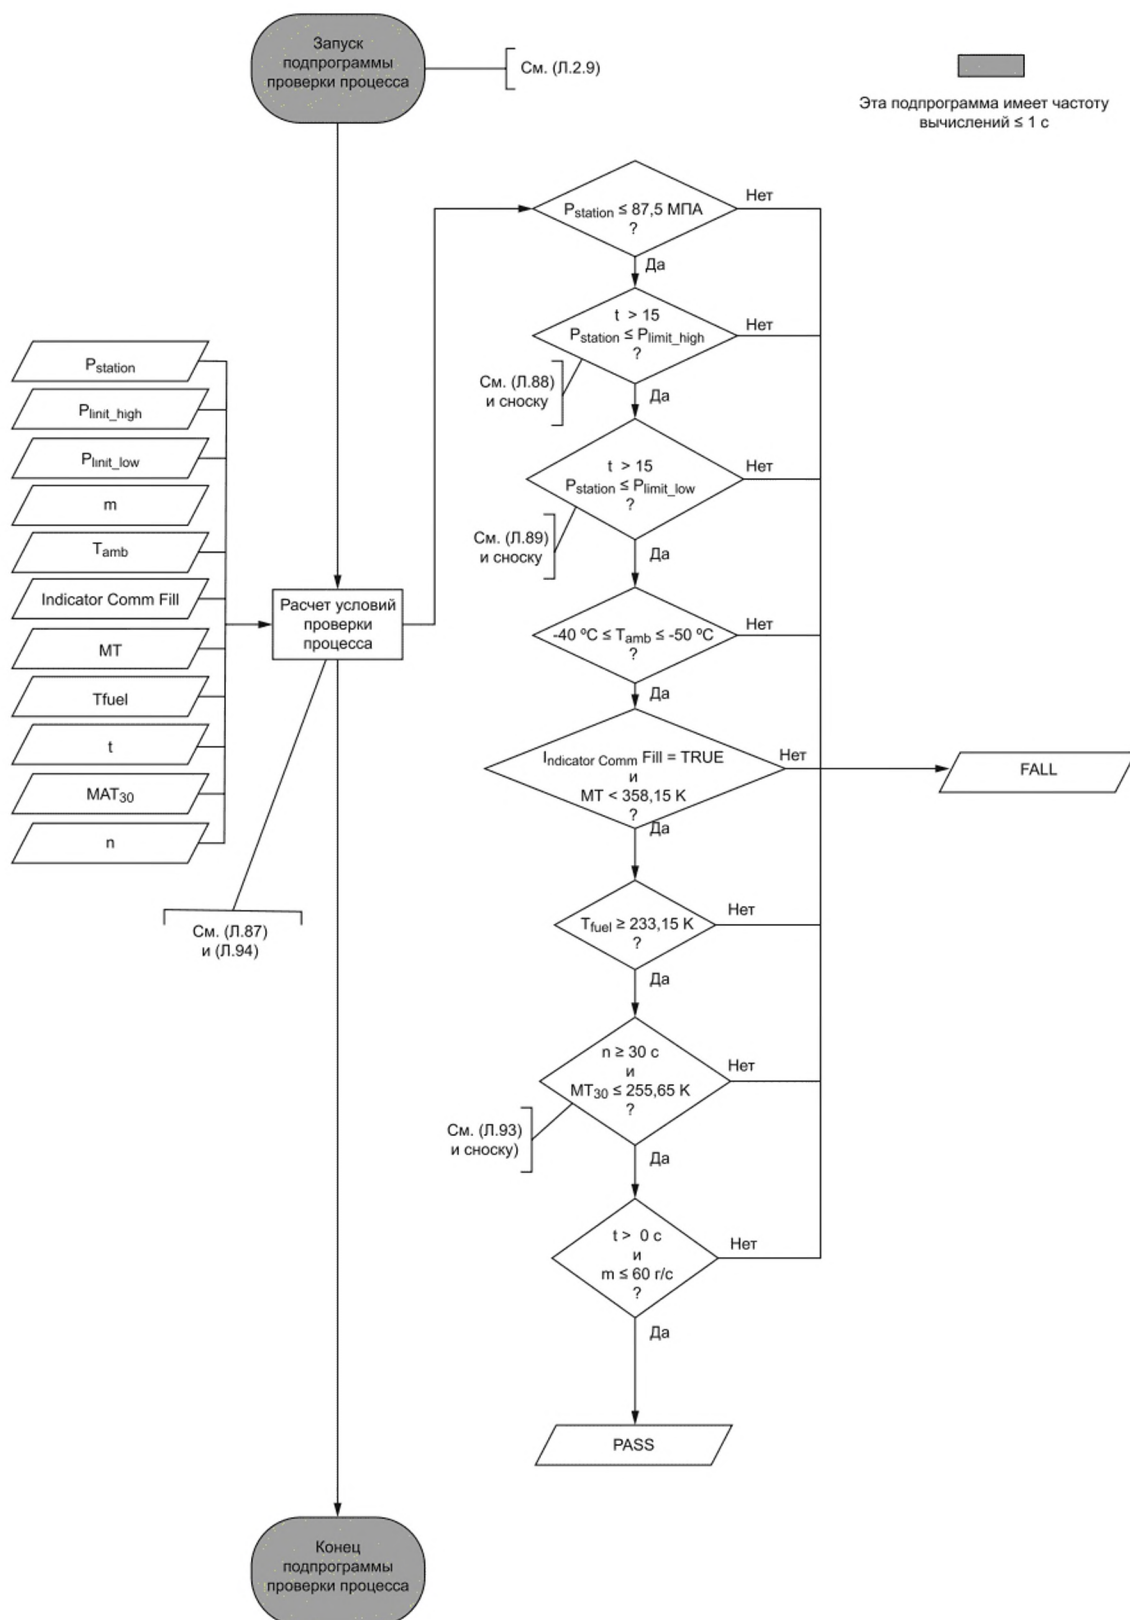 Запуск
подпрограммы
проверки процесса
См. (Л.2.9)
Эта подпрограмма имеет частоту
вычислений ≤ 1 с
Pstation
Plinit_high
Plinit_low
m
Tamb
Indicator Comm Fill
MT
Tfuel
t
MAT30
n
Расчет условий
проверки
процесса
См. (Л.87)
и (Л.94)
Pstation ≤ 87,5 МПА
?
Нет
Да
t > 15
Pstation ≤ Plimit_high
?
Нет
См. (Л.88)
и сноску
Да
t > 15
Pstation ≤ Plimit_low
?
Нет
См. (Л.89)
и сноску
Да
-40 ºC ≤ Tamb ≤ -50 ºC
?
Нет
Да
Indicator Comm Fill = TRUE
и
MT < 358,15 K
?
Нет
Да
FALL
Tfuel ≥ 233,15 K
?
Нет
Да
n ≥ 30 c
и
MT30 ≤ 255,65 K
?
Нет
См. (Л.93)
и сноску)
Да
t > 0 c
и
m ≤ 60 г/с
?
Нет
Да
PASS
Конец
подпрограммы
проверки процесса